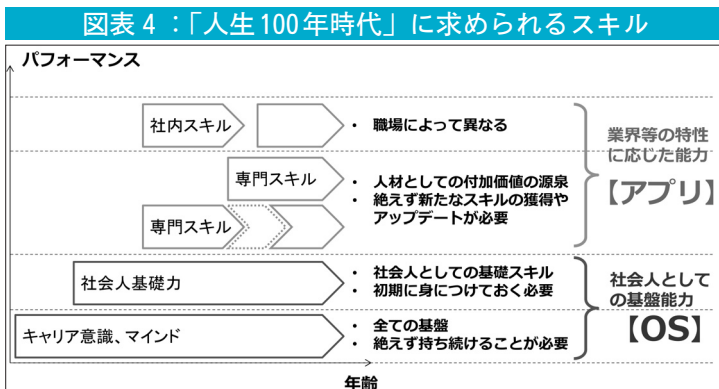 図表4:「人生100年時代」に求められるスキル
パフォーマンス
社内スキル
・ 職場によって異なる
専門スキル
専門スキル
・ 人材としての付加価値の源泉
・ 絶えず新たなスキルの獲得や
アップデートが必要
業界等の特性
に応じた能力
【アプリ】
社会人基礎力
・ 社会人としての基礎スキル
・ 初期に身につけておく必要
キャリア意識、マインド
・ 全ての基盤
・ 絶えず持ち続けることが必要
社会人として
の基盤能力
【OS】
年齢